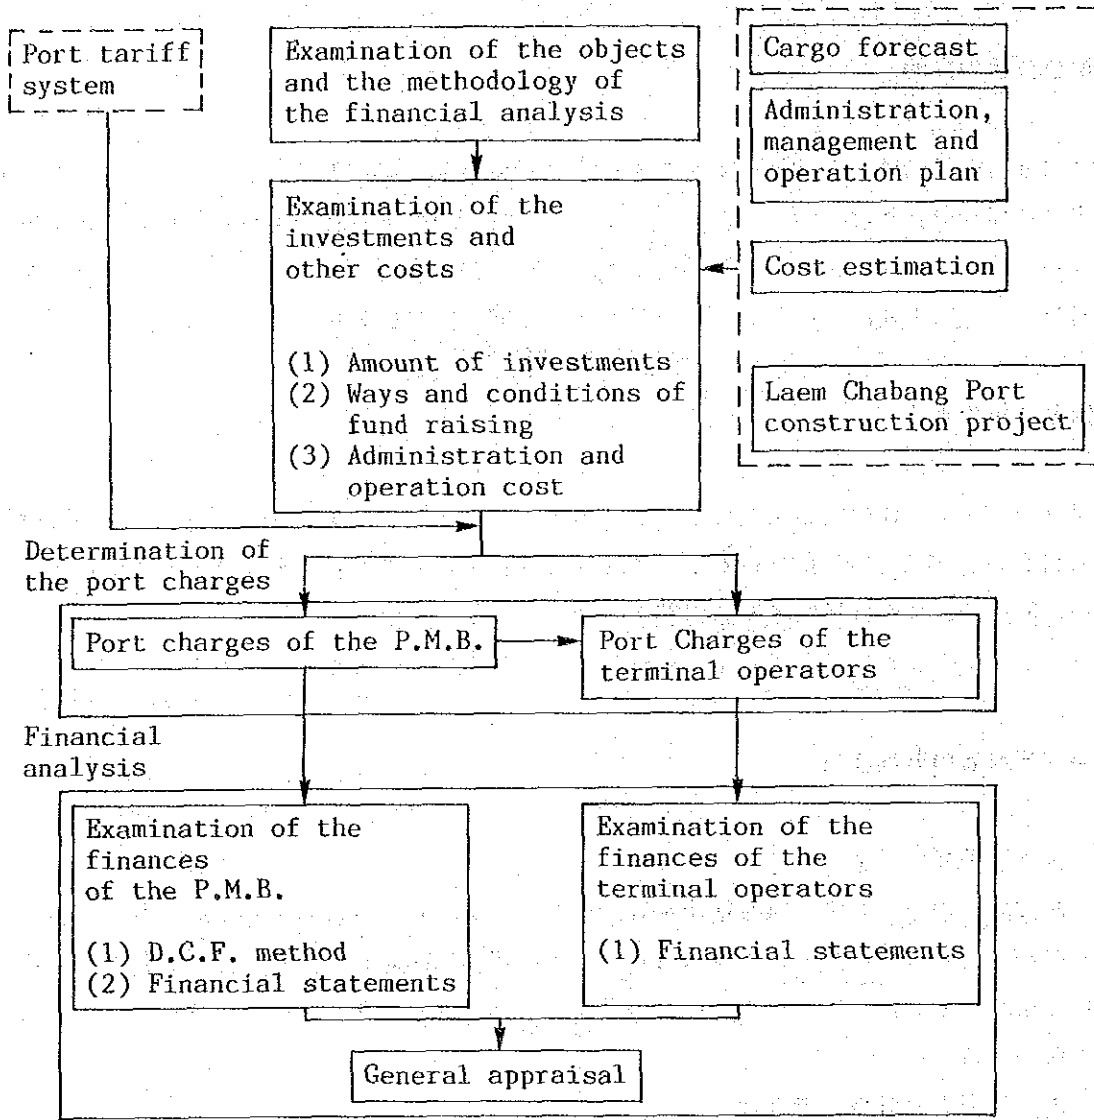 Port tariff
system
Examination of the objects
and the methodology of
the financial analysis
Cargo forecast
Administration,
management and
operation plan
Examination of the
investments and
other costs
(1) Amount of investments
(2) Ways and conditions of
fund raising
(3) Administration and
operation cost
Cost estimation
Laem Chabang Port
construction project
Determination of
the port charges
Port charges of the P.M.B.
Port Charges of the
terminal operators
Financial
analysis
Examination of the
finances
of the P.M.B.
(1) D.C.F. method
(2) Financial statements
Examination of the
finances of the
terminal operators
(1) Financial statements
General appraisal